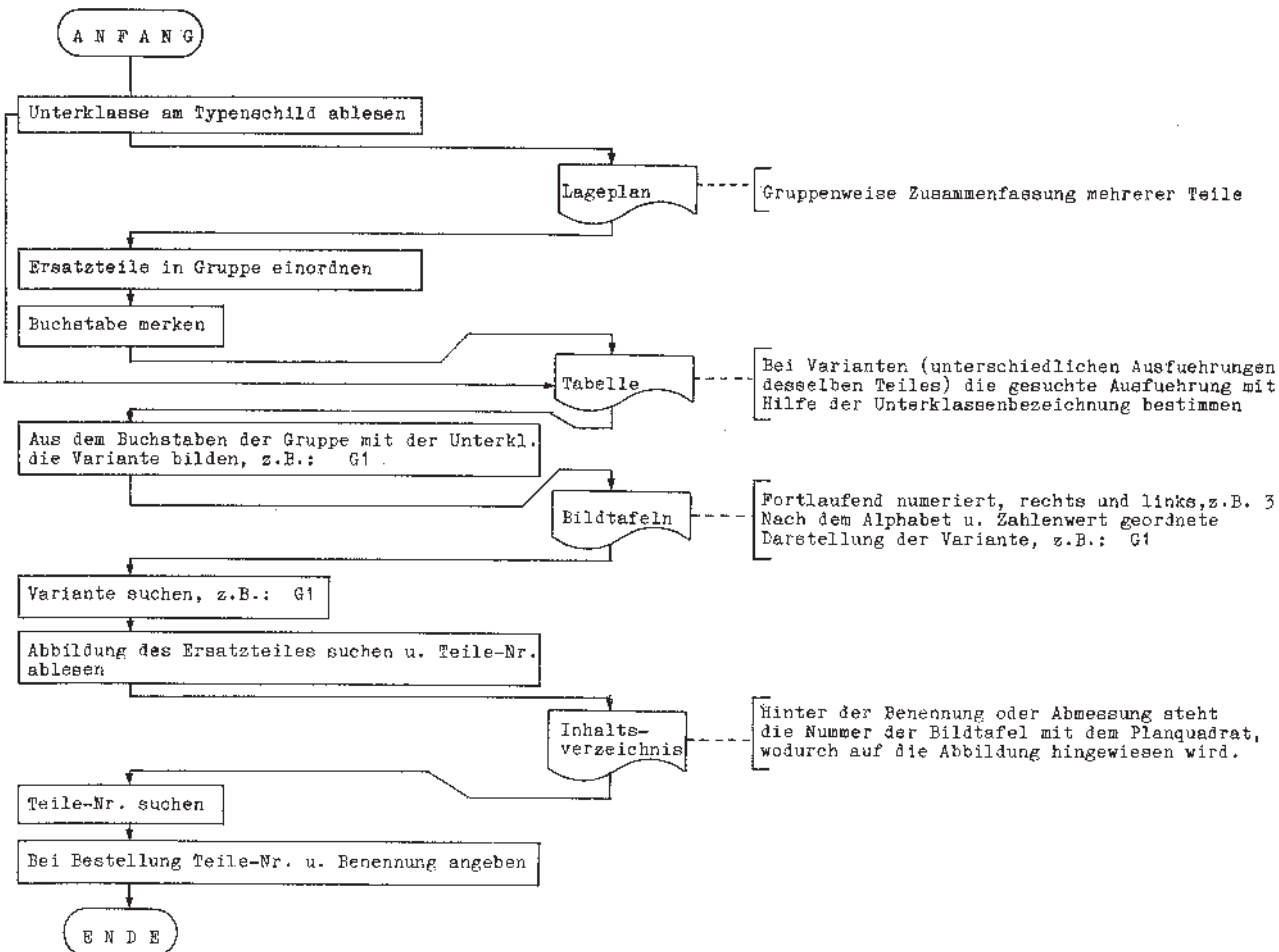 A N F A N G
Unterklasse am Typenschild ablesen
Lageplan
Gruppenweise Zusammenfassung mehrerer Teile
Ersatzteile in Gruppe einordnen
Buchstabe merken
Tabelle
Bei Varianten (unterschiedlichen Ausfuehrungen
desselben Teiles) die gesuchte Ausfuehrung mit
Hilfe der Unterklassenbezeichnung bestimmen
Aus dem Buchstaben der Gruppe mit der Unterkl.
die Variante bilden, z.B.: G1
Bildtafeln
Fortlaufend numeriert, rechts und links,z.B. 3
Nach dem Alphabet u. Zahlenwert geordnete
Darstellung der Variante, z.B.: G1
Variante suchen, z.B.: G1
Abbildung des Ersatzteiles suchen u. Teile-Nr.
ablesen
Inhalts-
verzeichnis
Hinter der Benennung oder Abmessung steht
die Nummer der Bildtafel mit dem Planquadrat,
wodurch auf die Abbildung hingewiesen wird.
Teile-Nr. suchen
Bei Bestellung Teile-Nr. u. Benennung angeben
E N D E